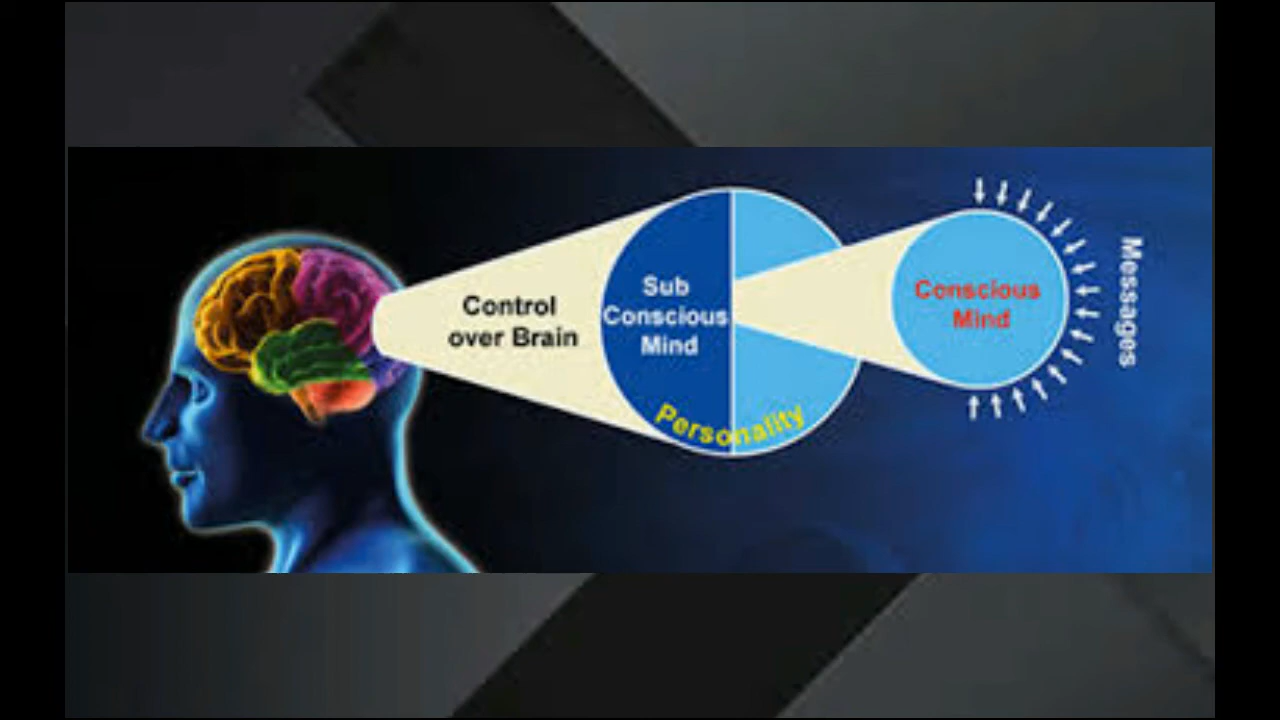 Control
over Brain
Sub
Conscious
Mind
Personality
Conscious
Mind
Messages